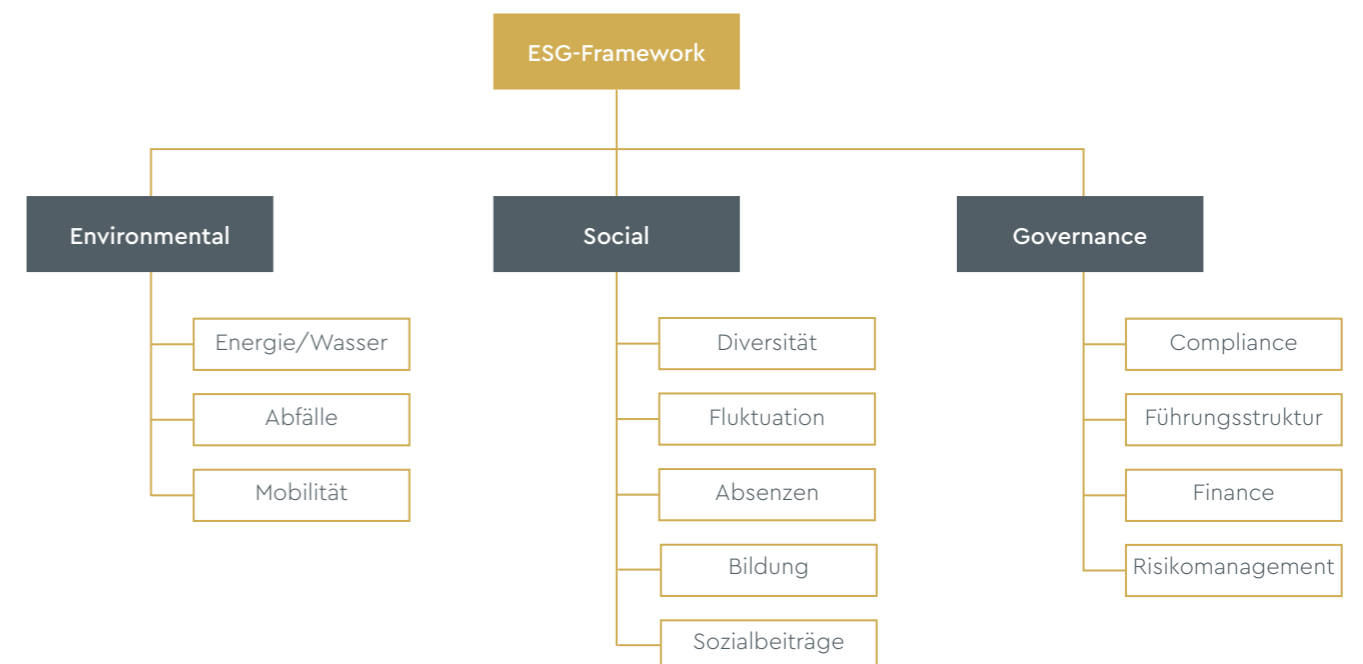 ESG-Framework
Environmental
Social
Governance
Energie/Wasser
Abfälle
Mobilität
Diversität
Fluktuation
Absenzen
Bildung
Sozialbeiträge
Compliance
Führungsstruktur
Finance
Risikomanagement